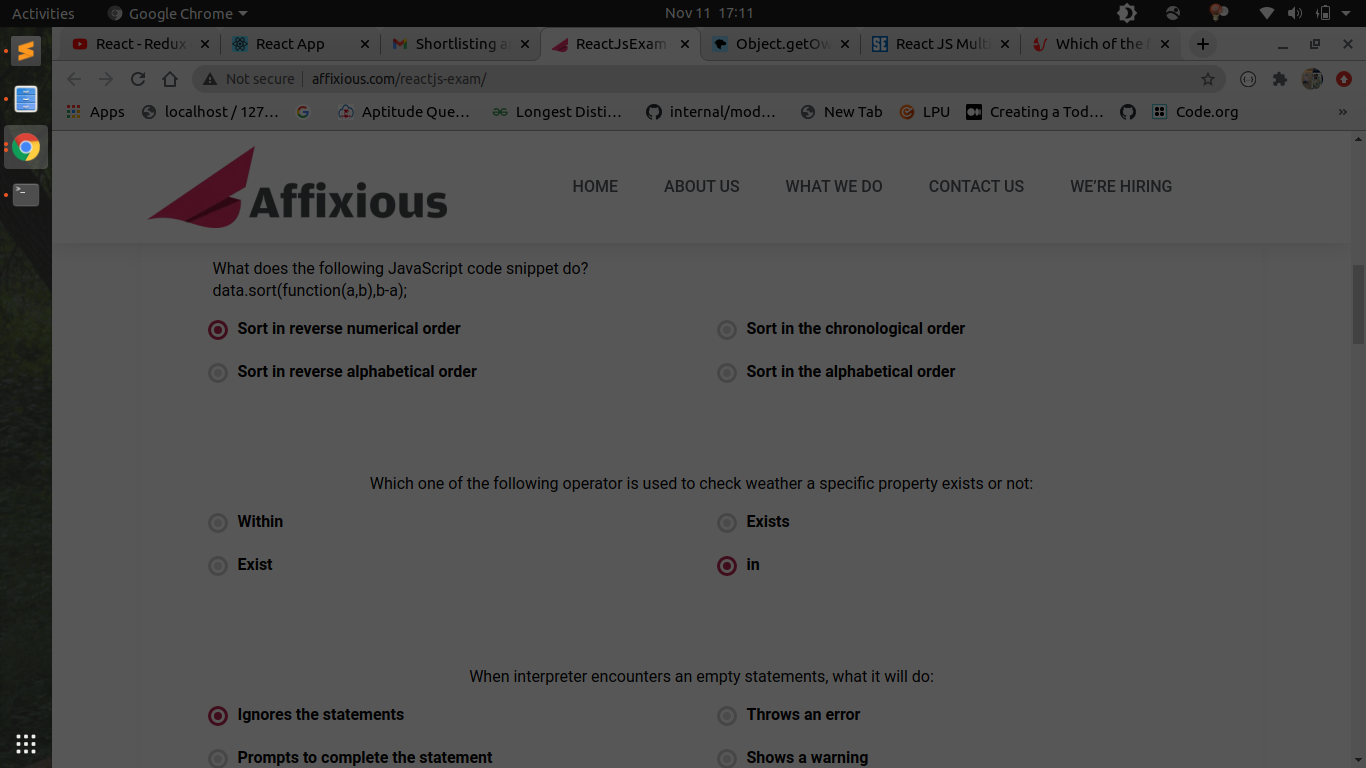 Activities
Google Chrome
Nov 11 17:11
React - Redux
React App
Shortlisting a
ReactJsExam
Object.getOw
React JS Multi
Which of the
Not secure
affixious.com/reactjs-exam/
Apps
localhost / 127...
Aptitude Que...
Longest Disti...
internal/mod...
New Tab
LPU
Creating a Tod...
Code.org
»
Affixious
HOME
ABOUT US
WHAT WE DO
CONTACT US
WE'RE HIRING
What does the following JavaScript code snippet do?
data.sort(function(a,b),b-a);
Sort in reverse numerical order
Sort in the chronological order
Sort in reverse alphabetical order
Sort in the alphabetical order
Which one of the following operator is used to check weather a specific property exists or not:
Within
Exists
Exist
in
When interpreter encounters an empty statements, what it will do:
Ignores the statements
Throws an error
Prompts to complete the statement
Shows a warning